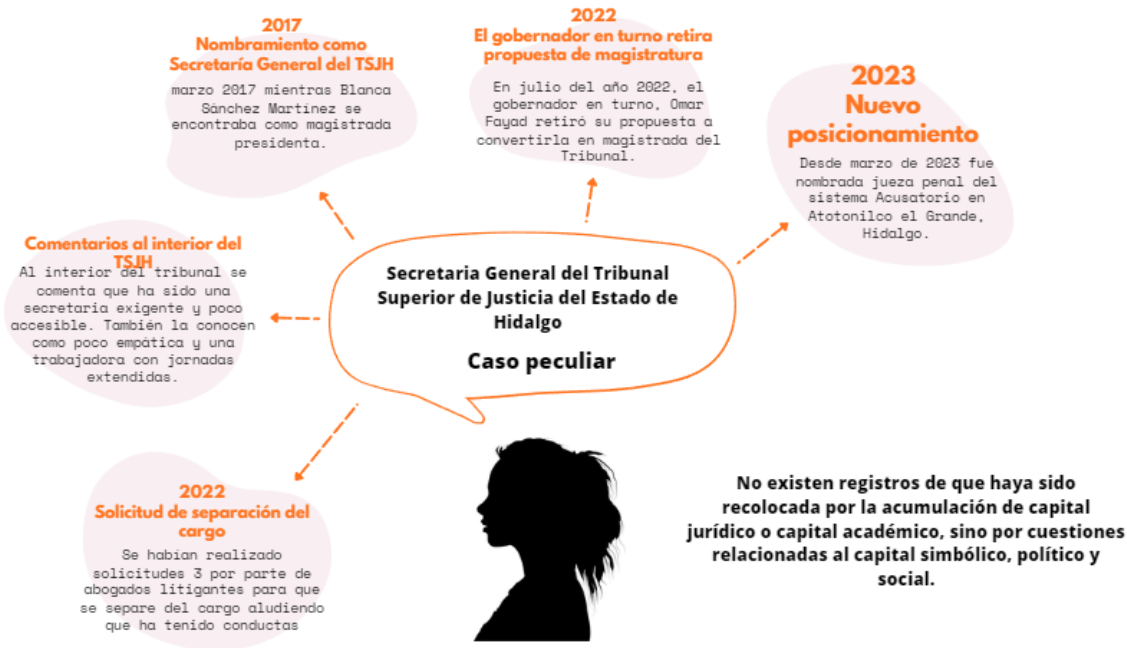 2017
Nombramiento como
Secretaría General del TSJH
marzo 2017 mientras Blanca
Sánchez Martínez se
encontraba como magistrada
presidenta.
2022
El gobernador en turno retira
propuesta de magistratura
En julio del año 2022, el
gobernador en turno, Omar
Fayad retiró su propuesta a
convertirla en magistrada del
Tribunal.
2023
Nuevo
posicionamiento
Desde marzo de 2023 fue
nombrada jueza penal del
sistema Acusatorio en
Atotonilco el Grande,
Hidalgo.
Comentarios al interior del
TSJH
Al interior del tribunal se
comenta que ha sido una
secretaria exigente y poco
accesible. También la conocen
como poco empática y una
trabajadora con jornadas
extendidas.
Secretaria General del Tribunal
Superior de Justicia del Estado de
Hidalgo
Caso peculiar
2022
Solicitud de separación del
cargo
Se habían realizado
solicitudes 3 por parte de
abogados litigantes para que
se separe del cargo aludiendo
que ha tenido conductas
No existen registros de que haya sido
recolocada por la acumulación de capital
jurídico o capital académico, sino por cuestiones
relacionadas al capital simbólico, político y
social.